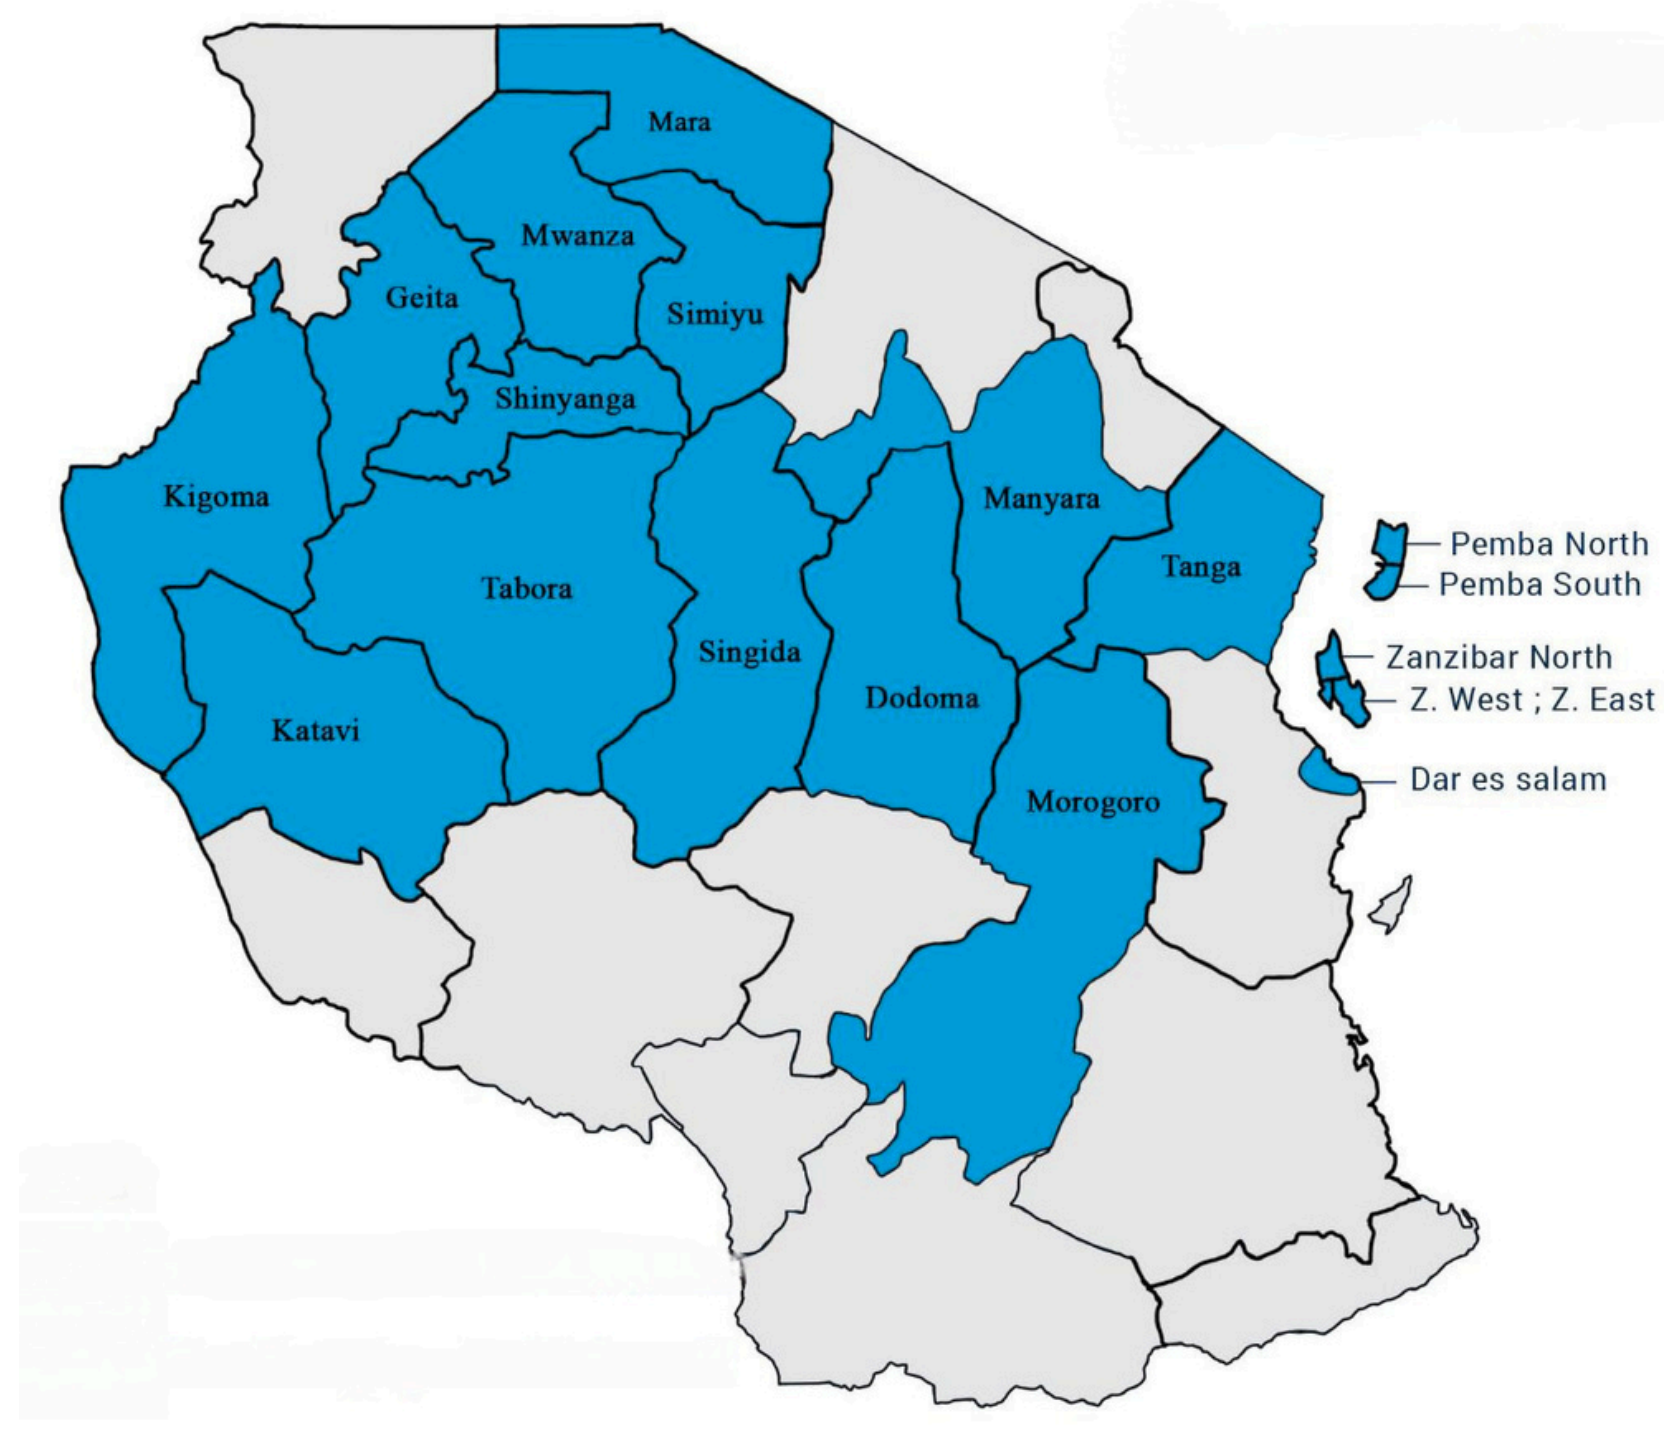 Mara
Mwanza
Geita
Simiyu
Shinyanga
Kigoma
Manyara
Pemba North
Tanga
Pemba South
Tabora
Singida
Zanzibar North
Dodoma
Z. West ; Z. East
Katavi
Dar es salam
Morogoro